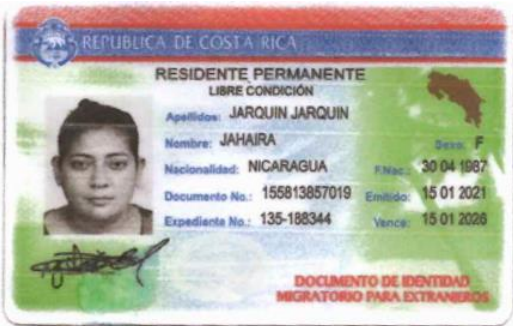 REPUBLICA DE COSTA RICA
RESIDENTE PERMANENTE
LIBRE CONDICIÓN
Apellidos: JARQUIN JARQUIN
Nombre: JAHAIRA Sexo: F
Nacionalidad: NICARAGUA F.Nac.: 30 04 1987
Documento No.: 155813857019 Emitido: 15 01 2021
Expediente No.: 135-188344 Vence: 15 01 2026
DOCUMENTO DE IDENTIDAD
MIGRATORIO PARA EXTRANJEROS